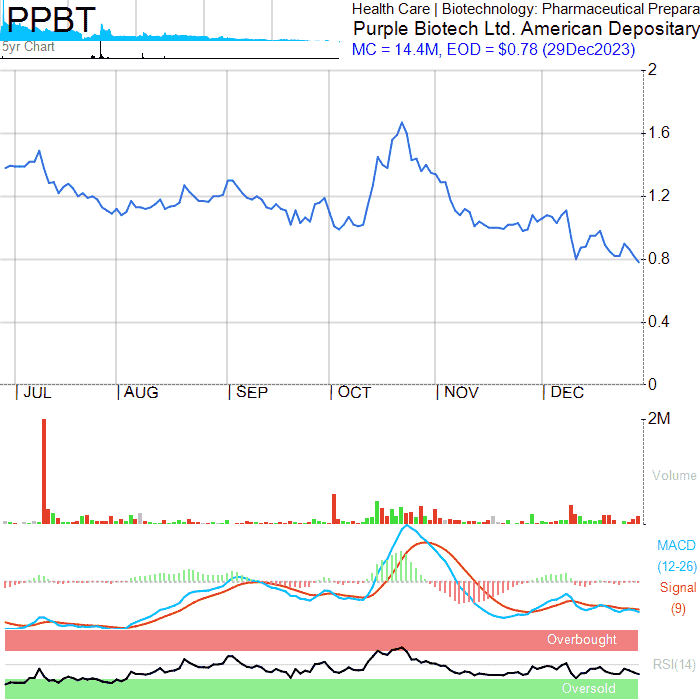 PPBT
5yr Chart
Health Care | Biotechnology: Pharmaceutical Prepara
Purple Biotech Ltd. American Depositary
MC = 14.4M, EOD = $0.78 (29Dec2023)
2
1.6
1.2
0.8
0.4
0
| JUL | AUG | SEP | OCT | NOV | DEC
2M
Volume
MACD
(12-26)
Signal
(9)
Overbought
RSI(14)
Oversold